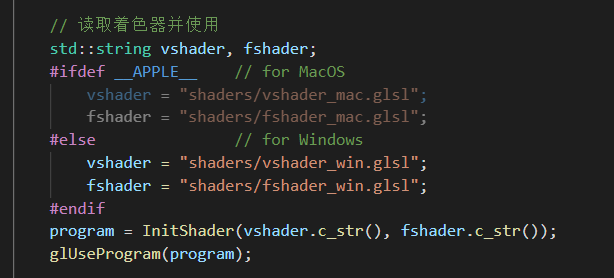 // 读取着色器并使用
std::string vshader, fshader;
#ifdef __APPLE__    // for MacOS
    vshader = "shaders/vshader_mac.glsl";
    fshader = "shaders/fshader_mac.glsl";
#else               // for Windows
    vshader = "shaders/vshader_win.glsl";
    fshader = "shaders/fshader_win.glsl";
#endif
program = InitShader(vshader.c_str(), fshader.c_str());
glUseProgram(program);